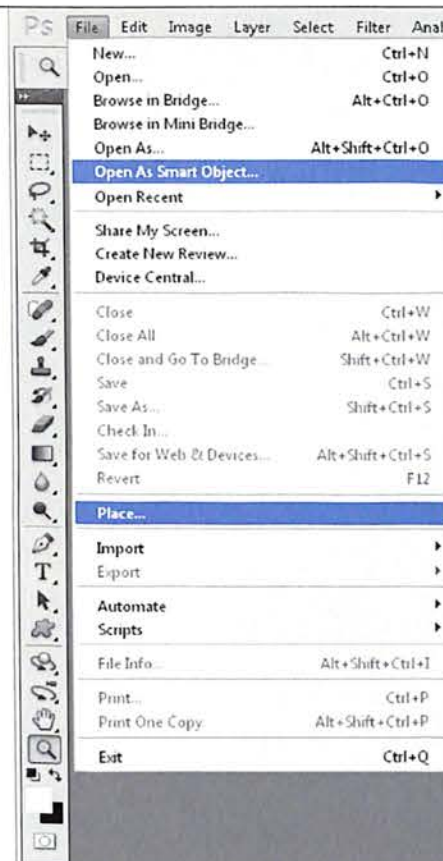 Ps File Edit Image Layer Select Filter Anal
New... Ctrl+N
Open... Ctrl+O
Browse in Bridge... Alt+Ctrl+O
Browse in Mini Bridge...
Open As... Alt+Shift+Ctrl+O
Open As Smart Object...
Open Recent
Share My Screen...
Create New Review...
Device Central...
Close Ctrl+W
Close All Alt+Ctrl+W
Close and Go To Bridge... Shift+Ctrl+W
Save Ctrl+S
Save As... Shift+Ctrl+S
Check In...
Save for Web & Devices... Alt+Shift+Ctrl+S
Revert F12
Place...
Import
Export
Automate
Scripts
File Info... Alt+Shift+Ctrl+I
Print... Ctrl+P
Print One Copy Alt+Shift+Ctrl+P
Exit Ctrl+Q
T